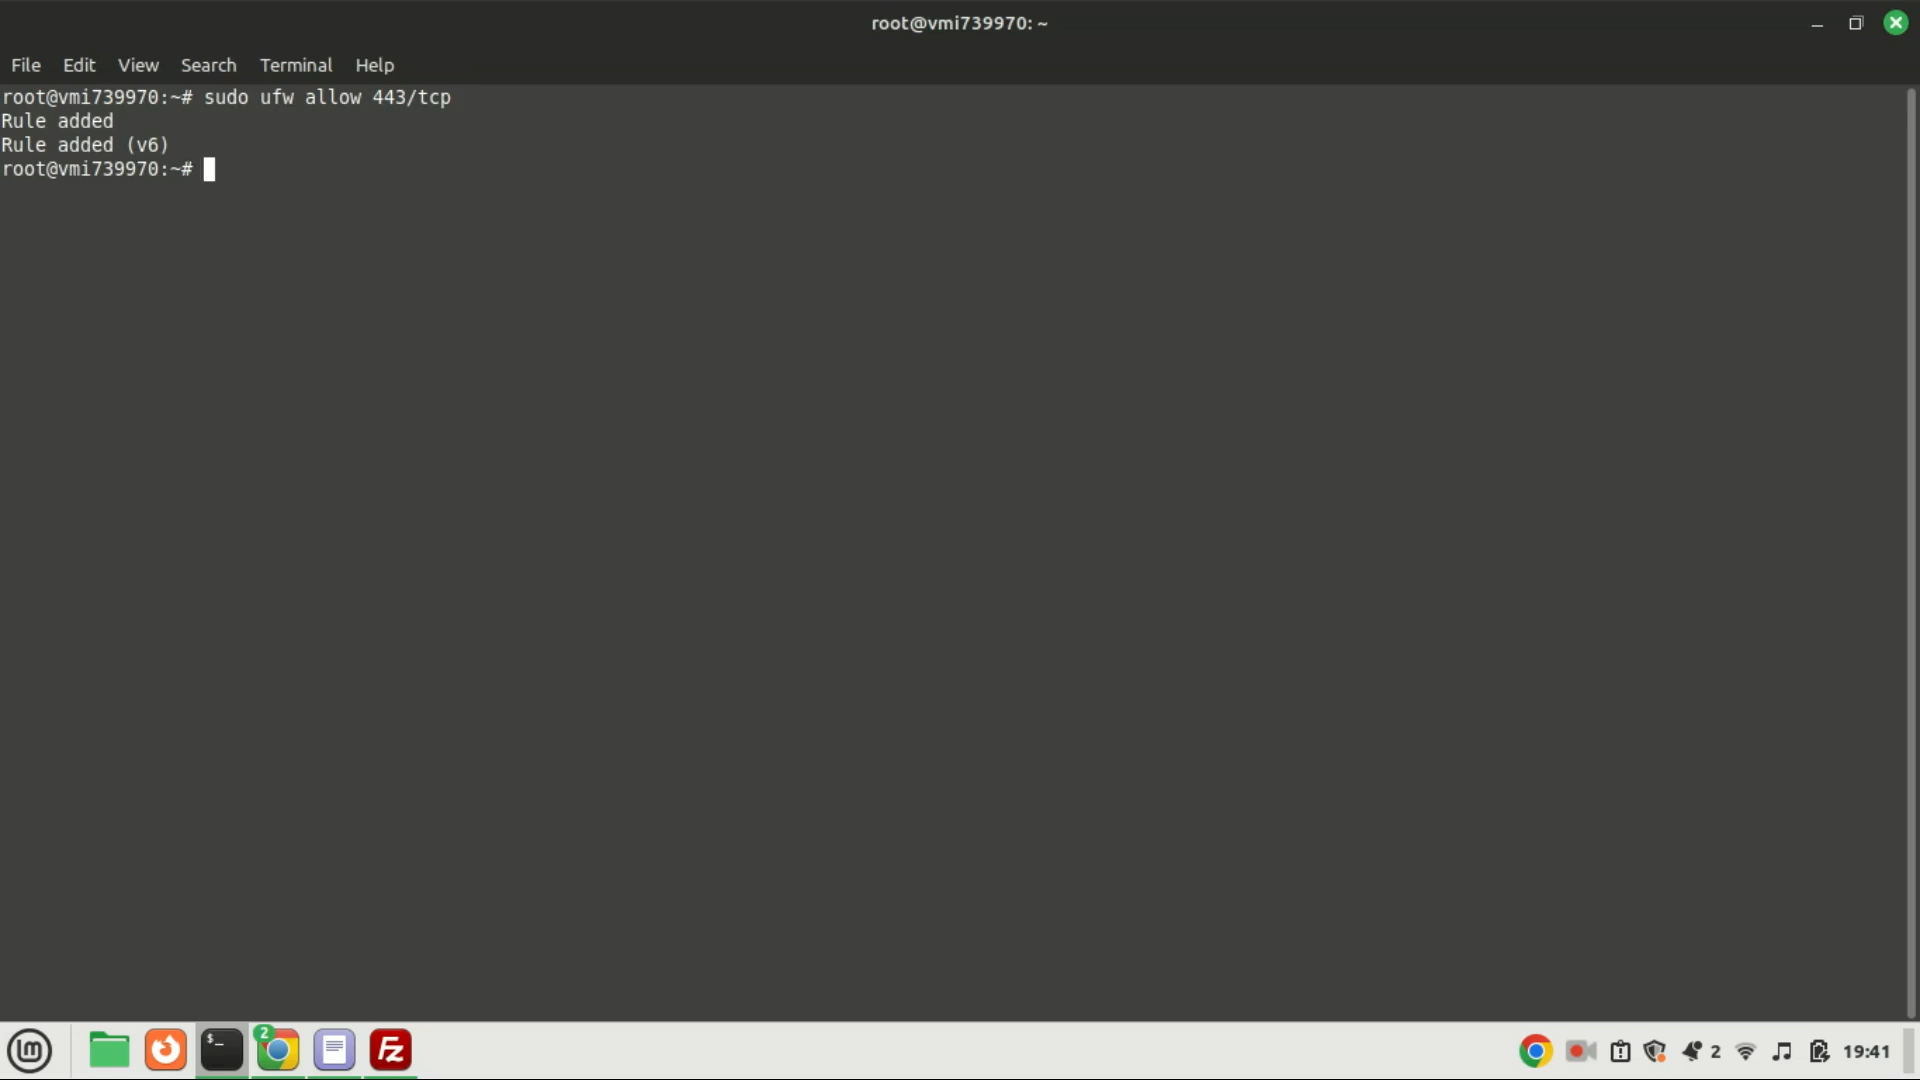 root@vmi739970: ~
File Edit View Search Terminal Help
root@vmi739970:~# sudo ufw allow 443/tcp
Rule added
Rule added (v6)
root@vmi739970:~#
$_ 2 Fz 2 19:41